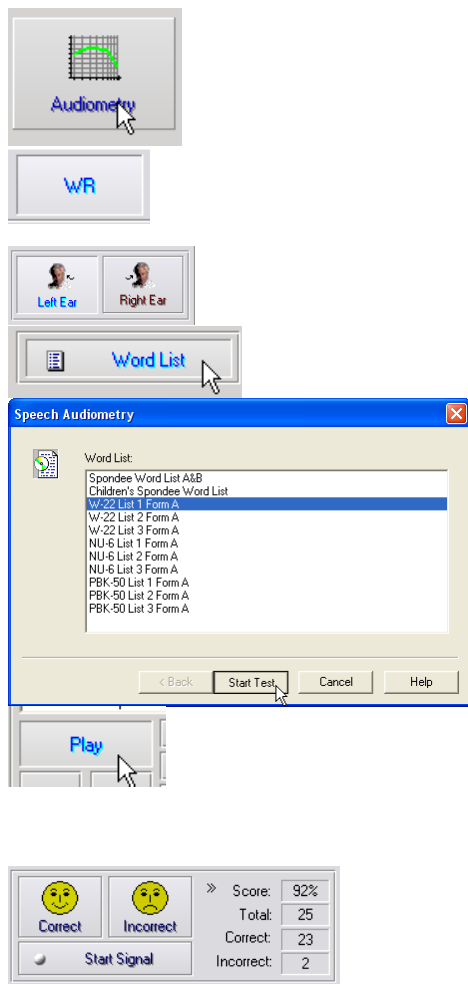 Audiometry
WR
Left Ear
Right Ear
Word List
Speech Audiometry
Word List:
Spondee Word List A&B
Children's Spondee Word List
W-22 List 1 Form A
W-22 List 2 Form A
W-22 List 3 Form A
NU-6 List 1 Form A
NU-6 List 2 Form A
NU-6 List 3 Form A
PBK-50 List 1 Form A
PBK-50 List 2 Form A
PBK-50 List 3 Form A
< Back
Start Test
Cancel
Help
Play
Correct
Incorrect
Start Signal
» Score: 92%
Total: 25
Correct: 23
Incorrect: 2